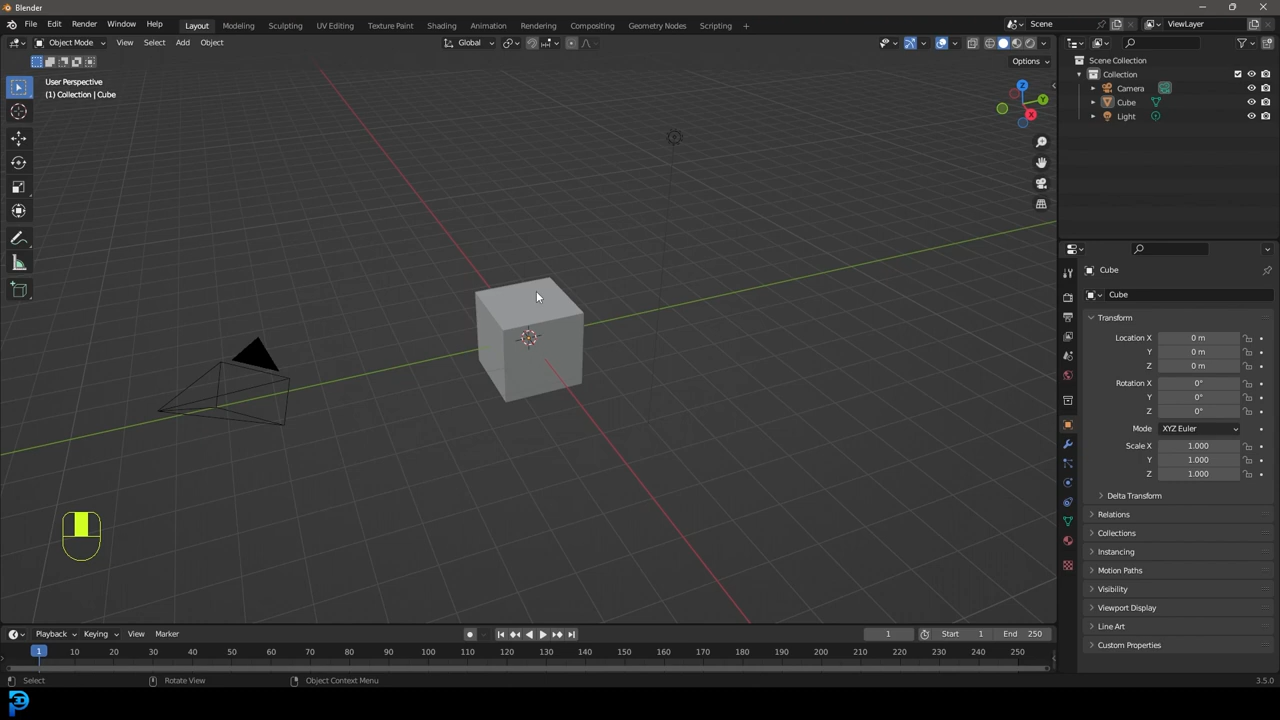 Blender
File Edit Render Window Help Layout Modeling Sculpting UV Editing Texture Paint Shading Animation Rendering Compositing Geometry Nodes Scripting + Scene ViewLayer
Object Mode View Select Add Object Global
Options
User Perspective
(1) Collection | Cube
Z
Y
X
Scene Collection
Collection
Camera
Cube
Light
Cube
Cube
Transform
Location X 0 m
Y 0 m
Z 0 m
Rotation X 0°
Y 0°
Z 0°
Mode XYZ Euler
Scale X 1.000
Y 1.000
Z 1.000
Delta Transform
Relations
Collections
Instancing
Motion Paths
Visibility
Viewport Display
Line Art
Custom Properties
Playback Keying View Marker 1 Start 1 End 250
1 10 20 30 40 50 60 70 80 90 100 110 120 130 140 150 160 170 180 190 200 210 220 230 240 250
Select Rotate View Object Context Menu 3.5.0
3D